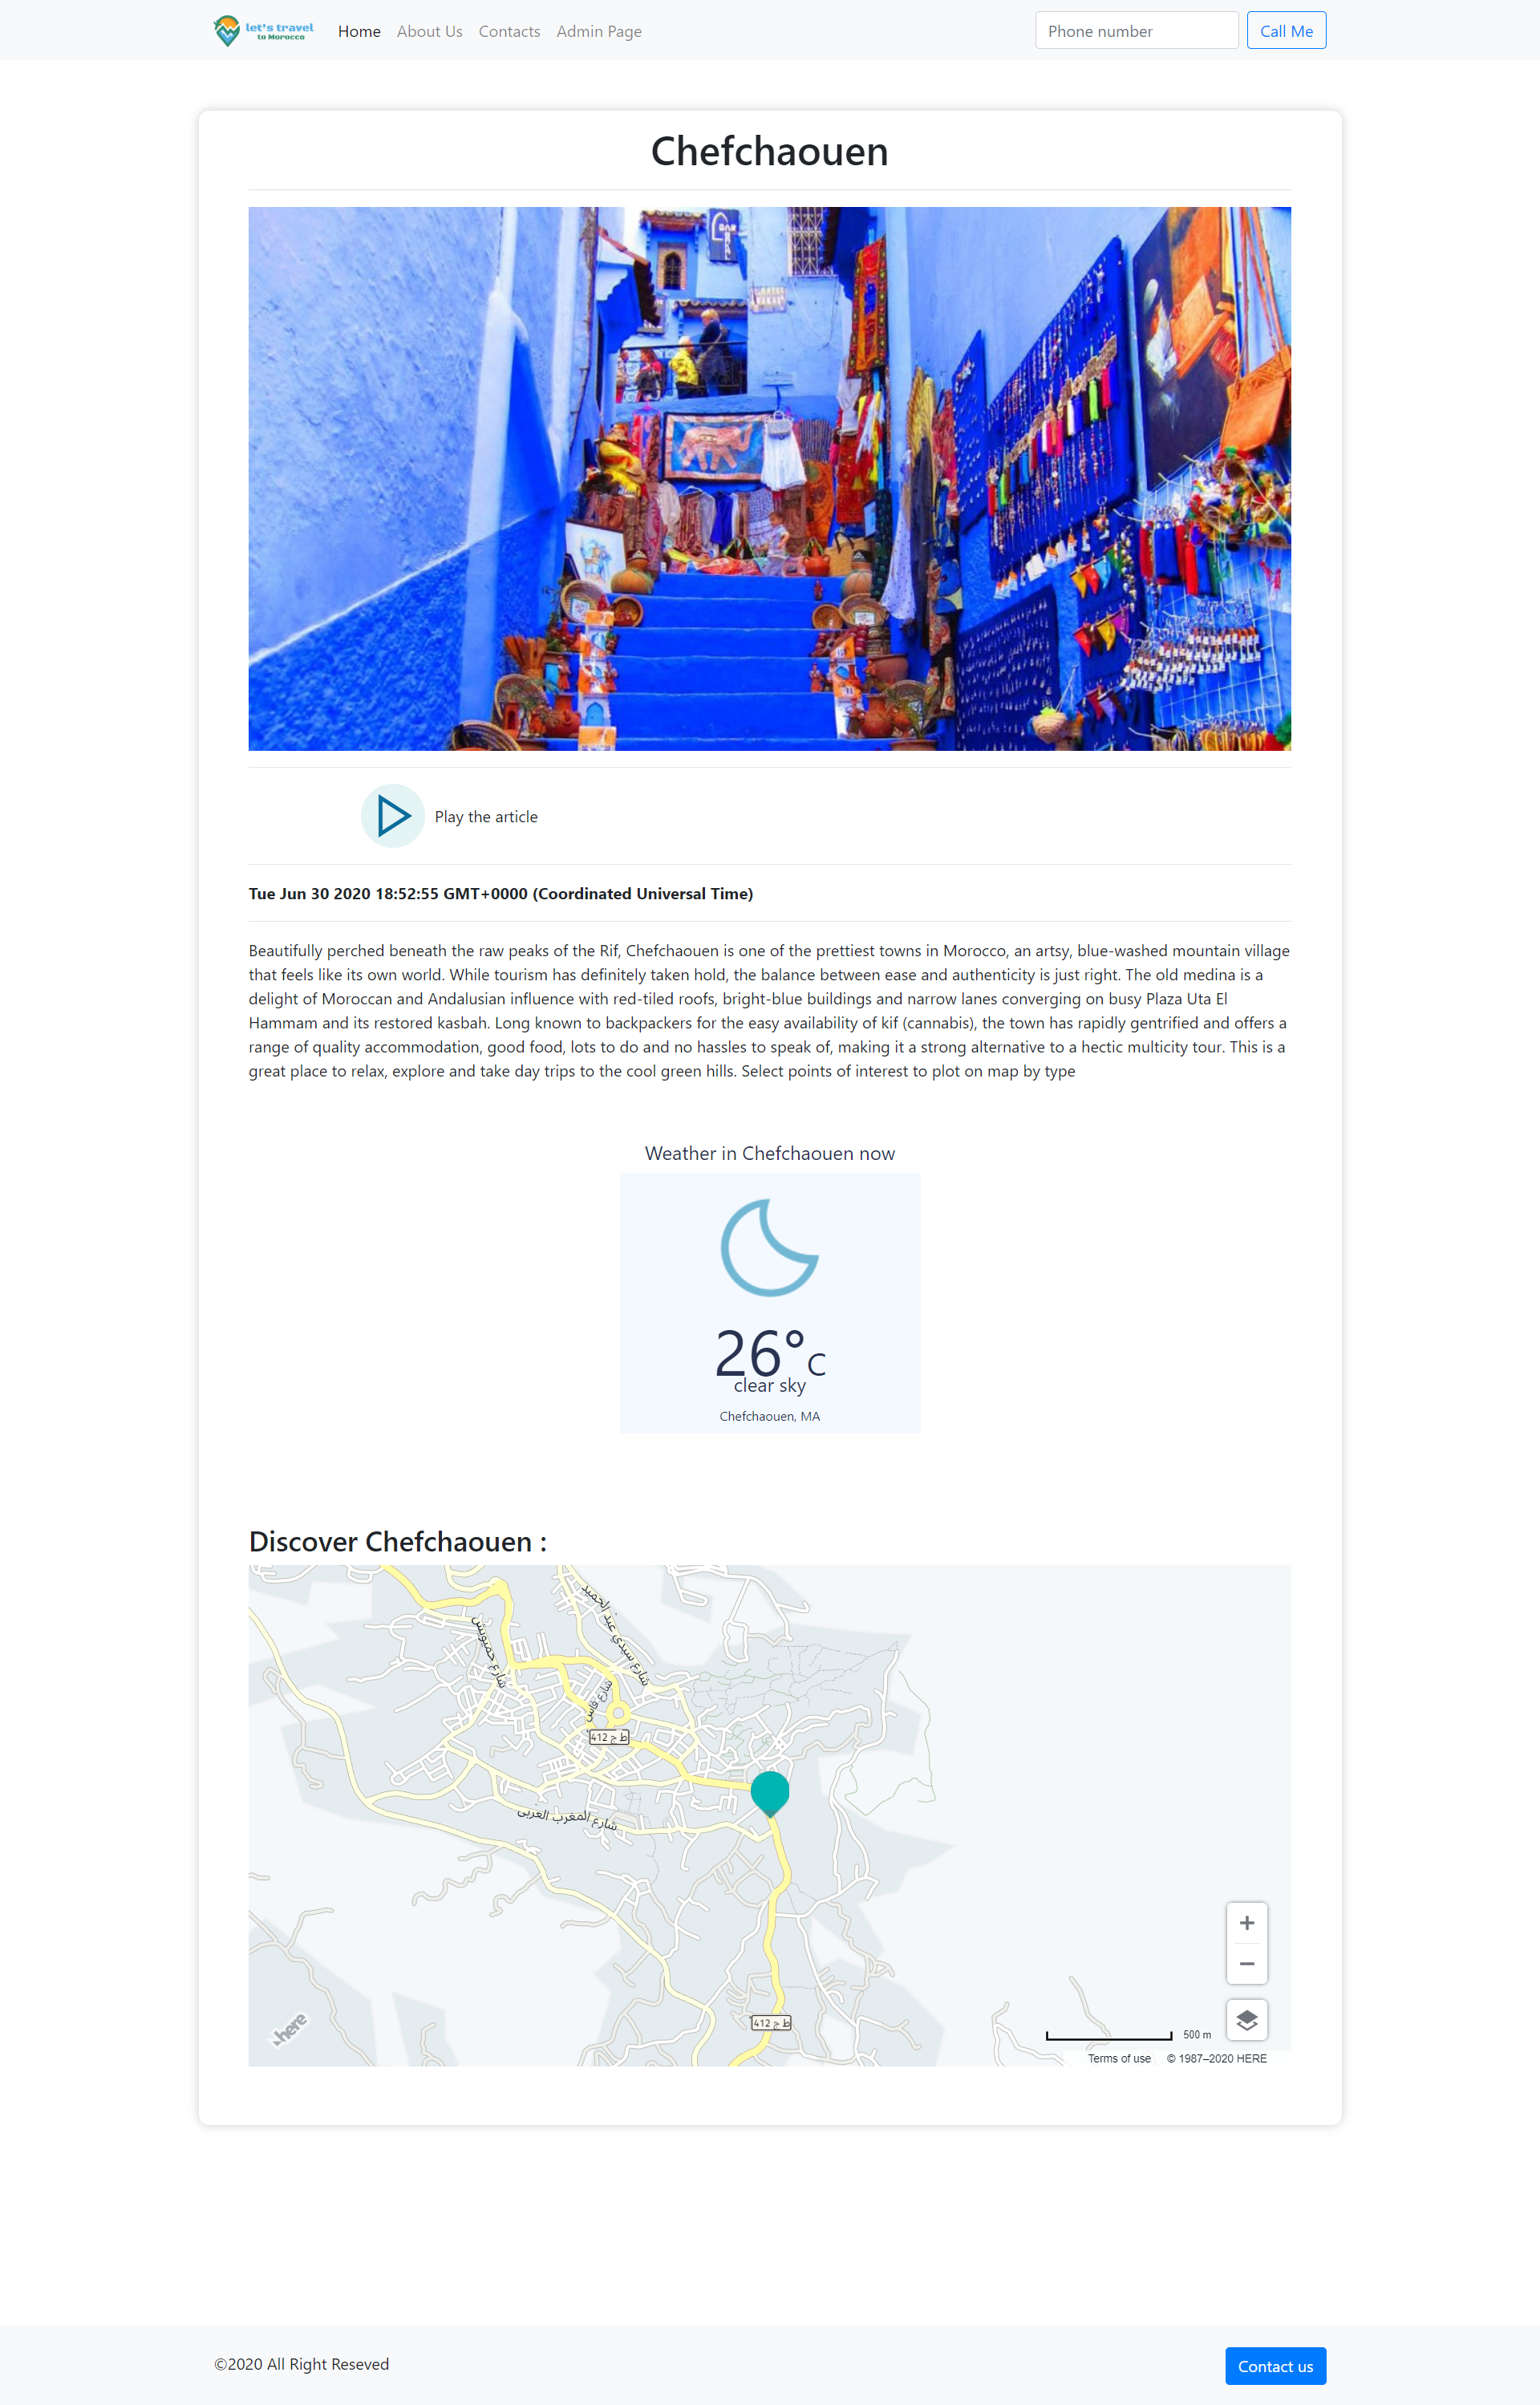 let's travel
to Morocco
Home
About Us
Contacts
Admin Page
Phone number
Call Me
Chefchaouen
Play the article
Tue Jun 30 2020 18:52:55 GMT+0000 (Coordinated Universal Time)
Beautifully perched beneath the raw peaks of the Rif, Chefchaouen is one of the prettiest towns in Morocco, an artsy, blue-washed mountain village
that feels like its own world. While tourism has definitely taken hold, the balance between ease and authenticity is just right. The old medina is a
delight of Moroccan and Andalusian influence with red-tiled roofs, bright-blue buildings and narrow lanes converging on busy Plaza Uta El
Hammam and its restored kasbah. Long known to backpackers for the easy availability of kif (cannabis), the town has rapidly gentrified and offers a
range of quality accommodation, good food, lots to do and no hassles to speak of, making it a strong alternative to a hectic multicity tour. This is a
great place to relax, explore and take day trips to the cool green hills. Select points of interest to plot on map by type
Weather in Chefchaouen now
26°C
clear sky
Chefchaouen, MA
Discover Chefchaouen :
شارع سيدي عبد الحميد
شارع
شارع فاس
ط ج 412
شارع المغرب العربي
ط ج 412
here
500 m
Terms of use
© 1987–2020 HERE
©2020 All Right Reseved
Contact us